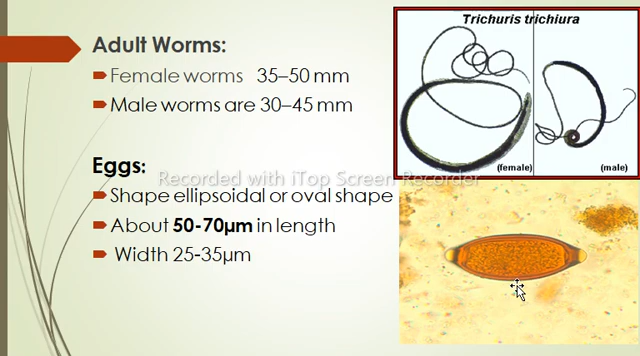 Trichuris trichiura
(female)
(male)
Adult Worms:
Female worms 35–50 mm
Male worms are 30–45 mm
Eggs:
Recorded with iTop Screen Recorder
Shape ellipsoidal or oval shape
About 50-70µm in length
Width 25-35µm